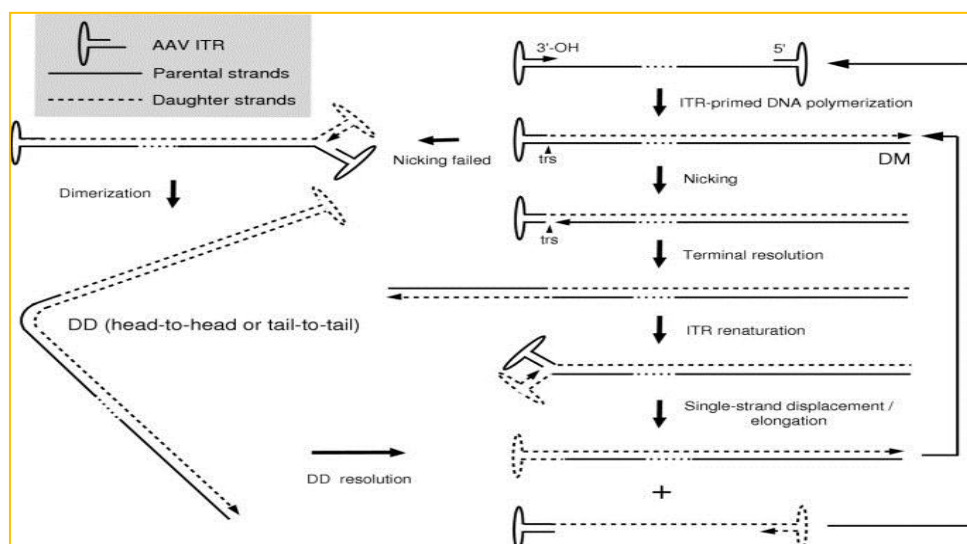 AAV ITR
Parental strands
Daughter strands
3'-OH
5'
ITR-primed DNA polymerization
trs
DM
Nicking failed
Nicking
Dimerization
trs
Terminal resolution
DD (head-to-head or tail-to-tail)
ITR renaturation
Single-strand displacement /
elongation
DD resolution
+